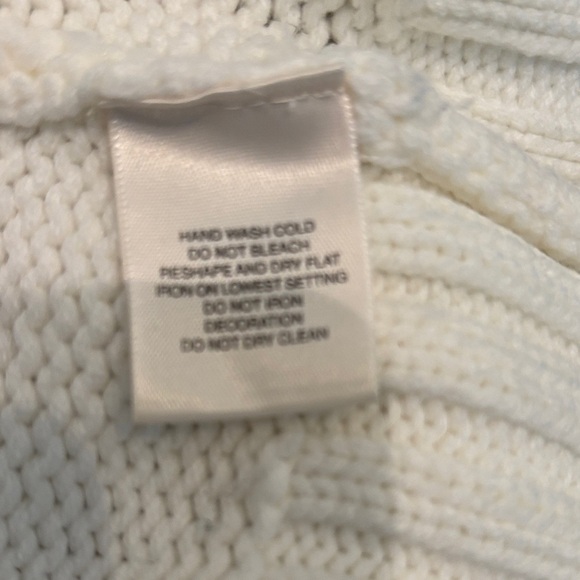 HAND WASH COLD
DO NOT BLEACH
RESHAPE AND DRY FLAT
IRON ON LOWEST SETTING
DO NOT IRON
DECORATION
DO NOT DRY CLEAN